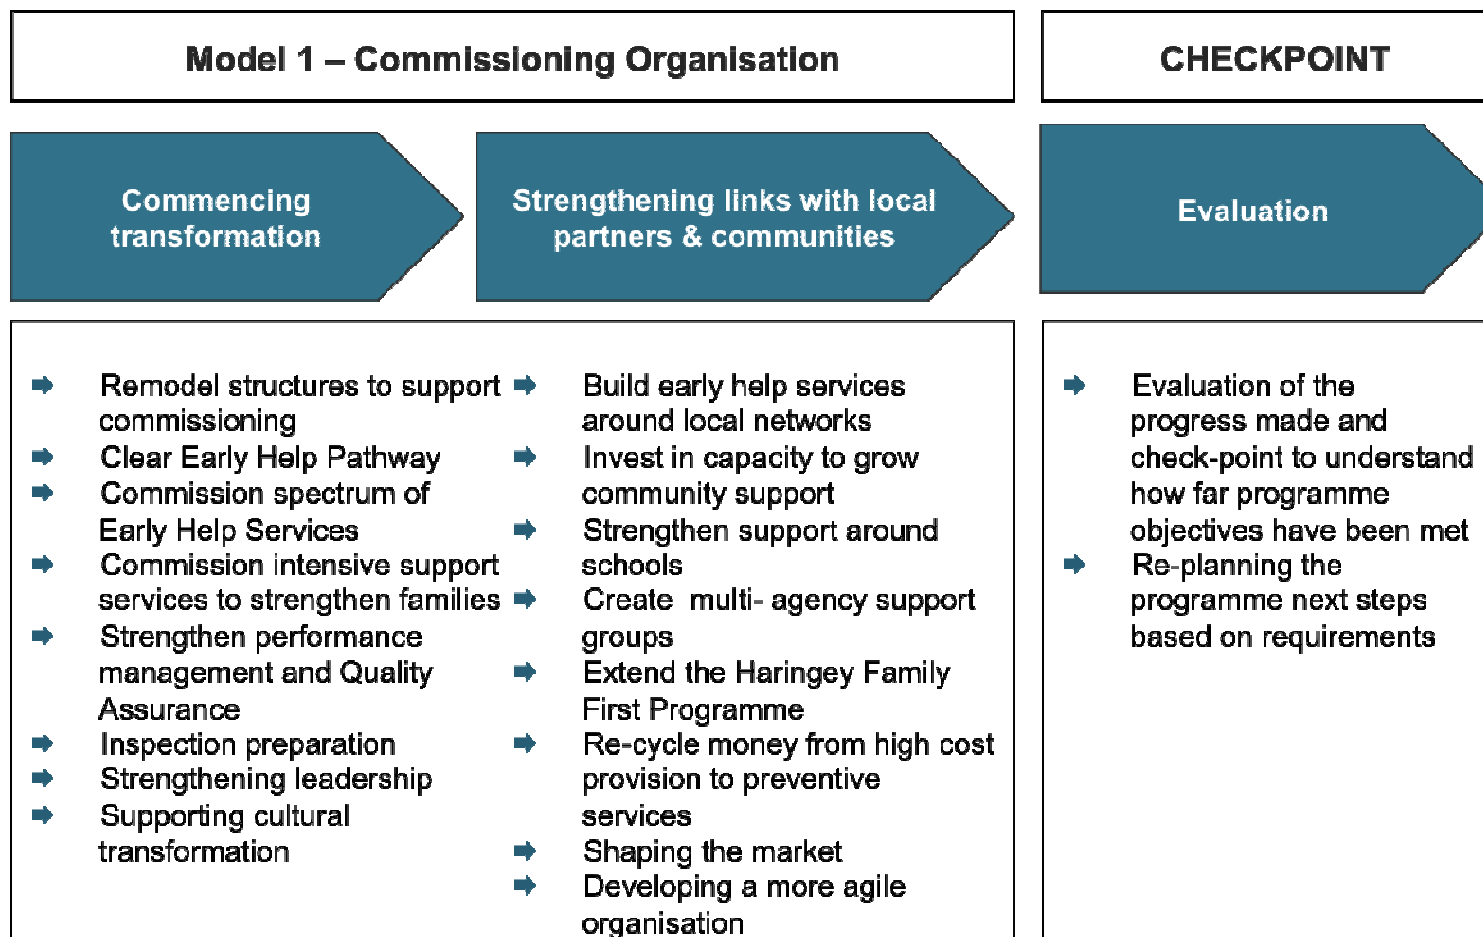 Model 1 – Commissioning Organisation
CHECKPOINT
Commencing
transformation
Strengthening links with local
partners & communities
Evaluation
Remodel structures to support
commissioning
Clear Early Help Pathway
Commission spectrum of
Early Help Services
Commission intensive support
services to strengthen families
Strengthen performance
management and Quality
Assurance
Inspection preparation
Strengthening leadership
Supporting cultural
transformation
Build early help services
around local networks
Invest in capacity to grow
community support
Strengthen support around
schools
Create multi- agency support
groups
Extend the Haringey Family
First Programme
Re-cycle money from high cost
provision to preventive
services
Shaping the market
Developing a more agile
organisation
Evaluation of the
progress made and
check-point to understand
how far programme
objectives have been met
Re-planning the
programme next steps
based on requirements